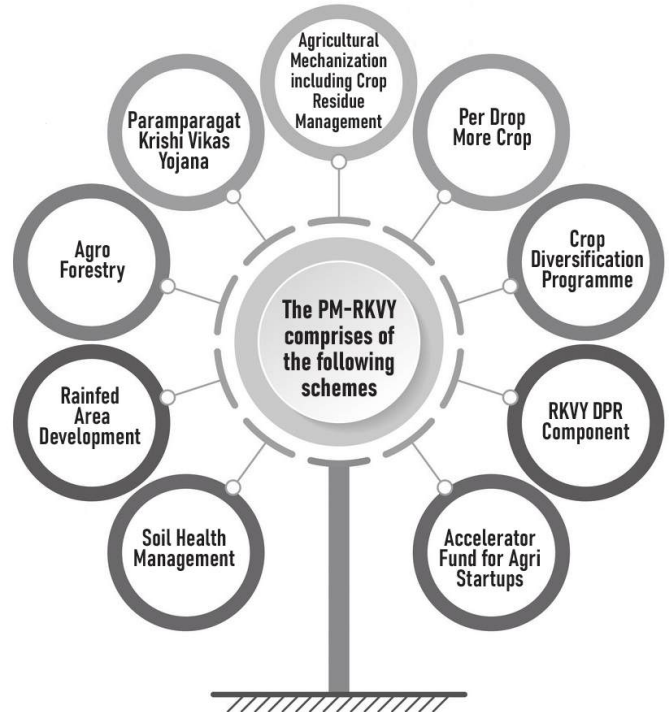 The PM-RKVY
comprises of
the following
schemes
Agricultural
Mechanization
including Crop
Residue
Management
Per Drop
More Crop
Crop
Diversification
Programme
RKVY DPR
Component
Accelerator
Fund for Agri
Startups
Soil Health
Management
Rainfed
Area
Development
Agro
Forestry
Paramparagat
Krishi Vikas
Yojana